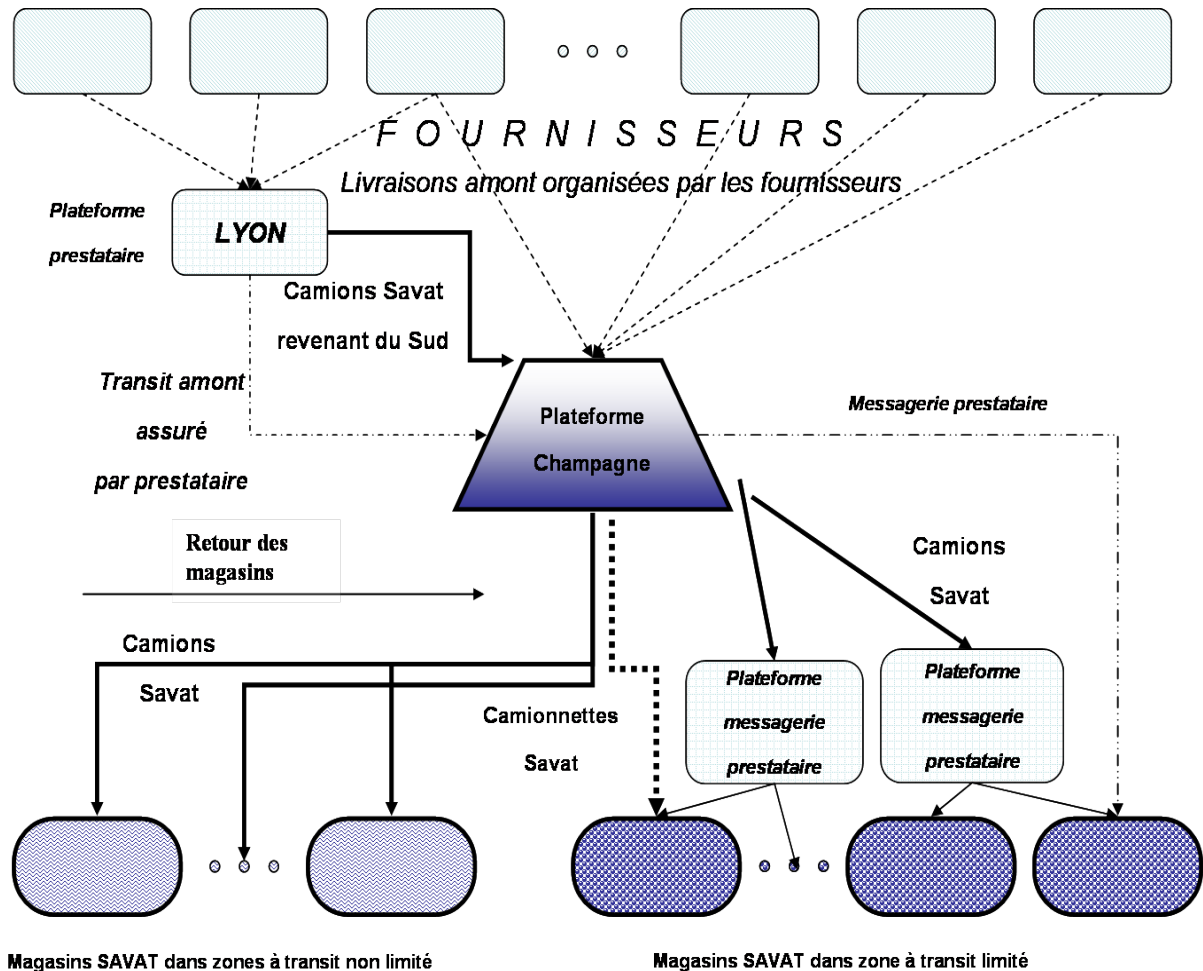 F O U R N I S S E U R S
Livraisons amont organisées par les fournisseurs
Plateforme
prestataire
LYON
Camions Savat
revenant du Sud
Transit amont
assuré
par prestataire
Plateforme
Champagne
Messagerie prestataire
Retour des
magasins
Camions
Savat
Camions
Savat
Camionnettes
Savat
Plateforme
messagerie
prestataire
Plateforme
messagerie
prestataire
Magasins SAVAT dans zones à transit non limité
Magasins SAVAT dans zone à transit limité